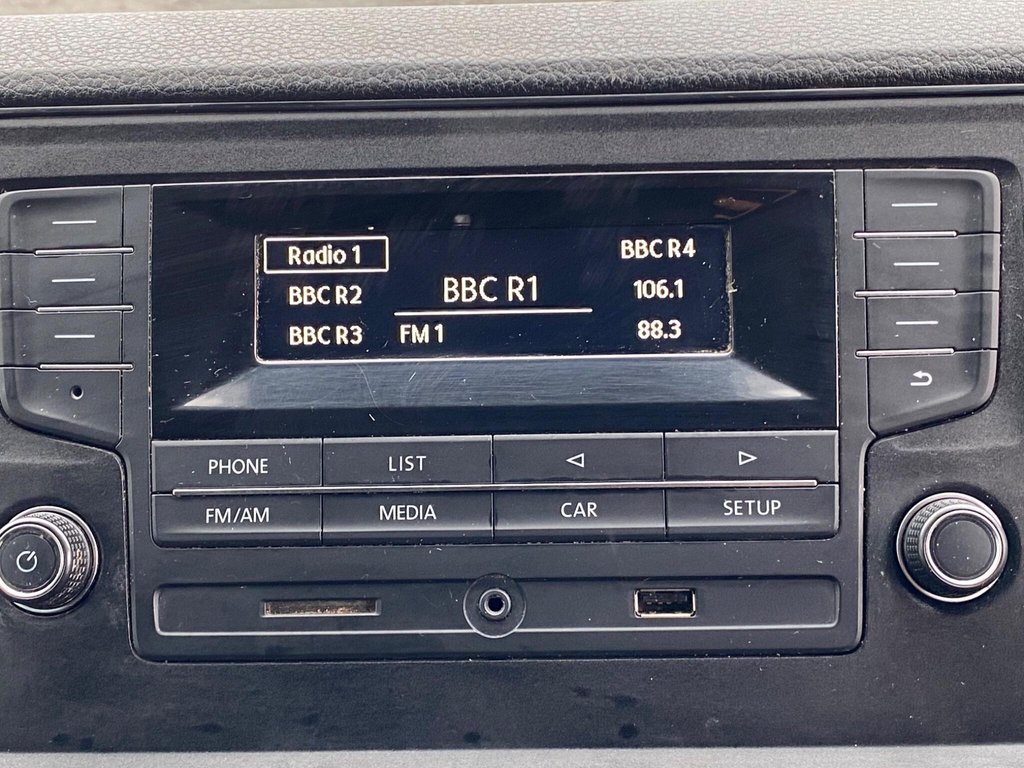 Radio 1
BBC R2
BBC R3
BBC R1
FM 1
BBC R4
106.1
88.3
PHONE LIST
FM/AM MEDIA CAR SETUP